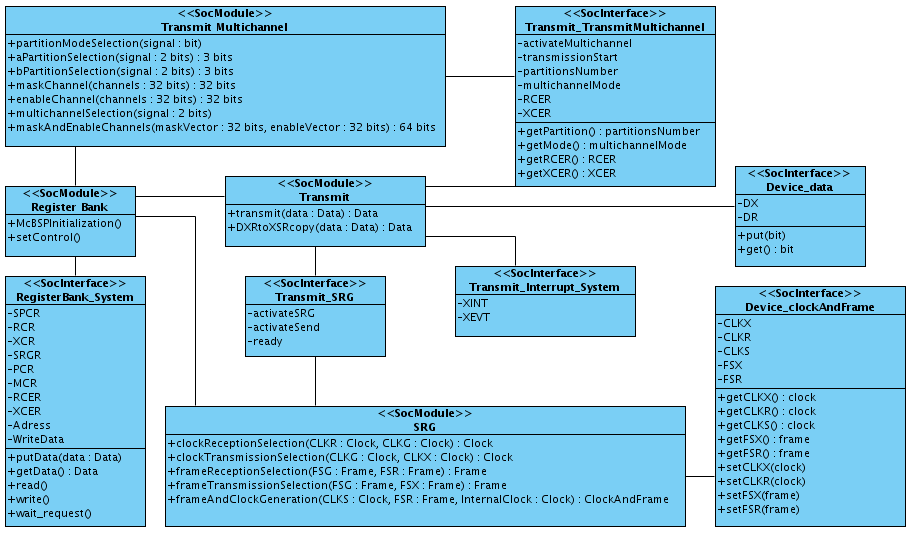 <<SocModule>>
Transmit Multichannel
+partitionModeSelection(signal : bit)
+aPartitionSelection(signal : 2 bits) : 3 bits
+bPartitionSelection(signal : 2 bits) : 3 bits
+maskChannel(channels : 32 bits) : 32 bits
+enableChannel(channels : 32 bits) : 32 bits
+multichannelSelection(signal : 2 bits)
+maskAndEnableChannels(maskVector : 32 bits, enableVector : 32 bits) : 64 bits
<<SocInterface>>
Transmit_TransmitMultichannel
-activateMultichannel
-transmissionStart
-partitionsNumber
-multichannelMode
-RCER
-XCER
+getPartition() : partitionsNumber
+getMode() : multichannelMode
+getRCER() : RCER
+getXCER() : XCER
<<SocModule>>
Register Bank
+McBSPInitialization()
+setControl()
<<SocModule>>
Transmit
+transmit(data : Data) : Data
+DXRtoXSRcopy(data : Data) : Data
<<SocInterface>>
Device_data
-DX
-DR
+put(bit)
+get() : bit
<<SocInterface>>
RegisterBank_System
-SPCR
-RCR
-XCR
-SRGR
-PCR
-MCR
-RCER
-XCER
-Adress
-WriteData
+putData(data : Data)
+getData() : Data
+read()
+write()
+wait_request()
<<SocInterface>>
Transmit_SRG
-activateSRG
-activateSend
-ready
<<SocInterface>>
Transmit_Interrupt_System
-XINT
-XEVT
<<SocInterface>>
Device_clockAndFrame
-CLKX
-CLKR
-CLKS
-FSX
-FSR
+getCLKX() : clock
+getCLKR() : clock
+getCLKS() : clock
+getFSX() : frame
+getFSR() : frame
+setCLKX(clock)
+setCLKR(clock)
+setFSX(frame)
+setFSR(frame)
<<SocModule>>
SRG
+clockReceptionSelection(CLKR : Clock, CLKG : Clock) : Clock
+clockTransmissionSelection(CLKG : Clock, CLKX : Clock) : Clock
+frameReceptionSelection(FSG : Frame, FSR : Frame) : Frame
+frameTransmissionSelection(FSG : Frame, FSX : Frame) : Frame
+frameAndClockGeneration(CLKS : Clock, FSR : Frame, InternalClock : Clock) : ClockAndFrame